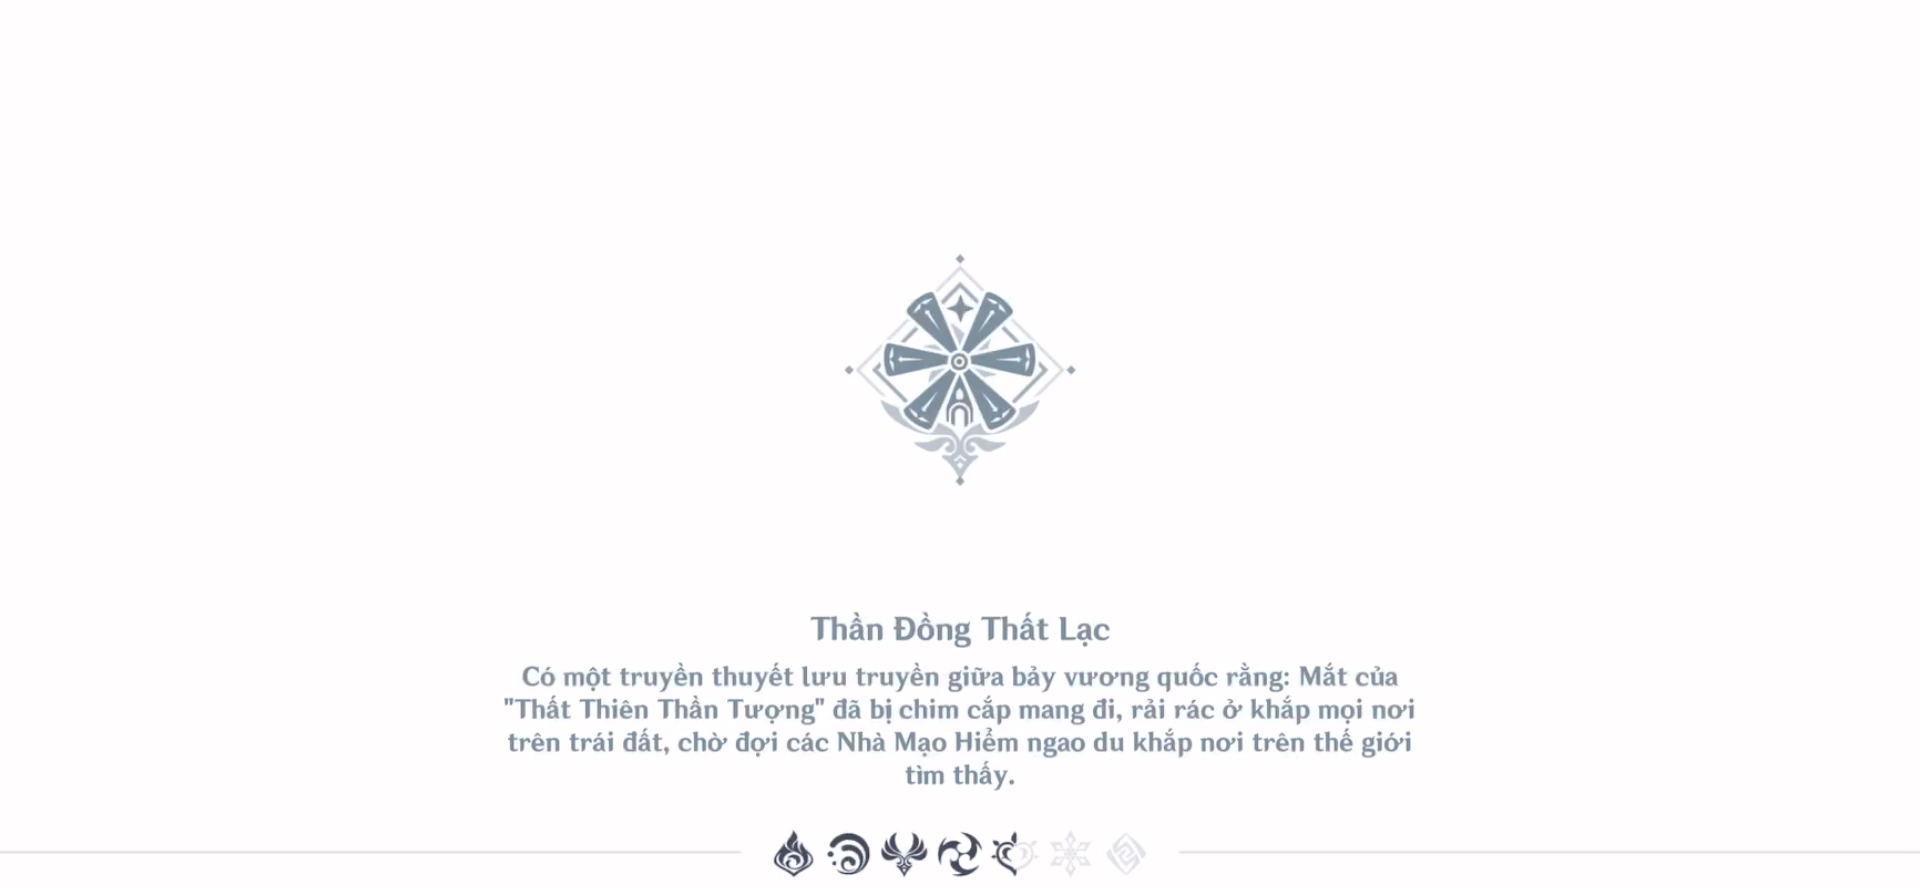 Thần Đồng Thất Lạc
Có một truyền thuyết lưu truyền giữa bảy vương quốc rằng: Mắt của
"Thất Thiên Thần Tượng" đã bị chim cắp mang đi, rải rác ở khắp mọi nơi
trên trái đất, chờ đợi các Nhà Mạo Hiểm ngao du khắp nơi trên thế giới
tìm thấy.